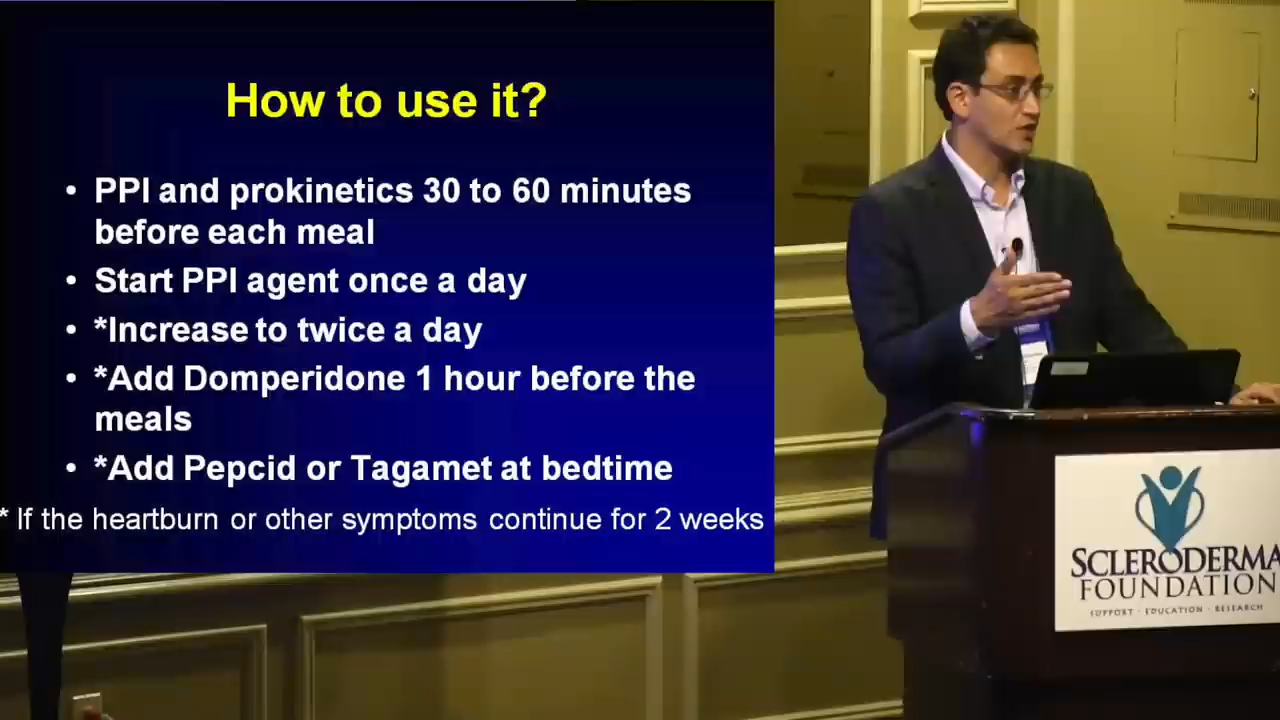 How to use it?
• PPI and prokinetics 30 to 60 minutes
before each meal
• Start PPI agent once a day
• *Increase to twice a day
• *Add Domperidone 1 hour before the
meals
• *Add Pepcid or Tagamet at bedtime
* If the heartburn or other symptoms continue for 2 weeks
SCLERODERMA
FOUNDATION
SUPPORT · EDUCATION · RESEARCH